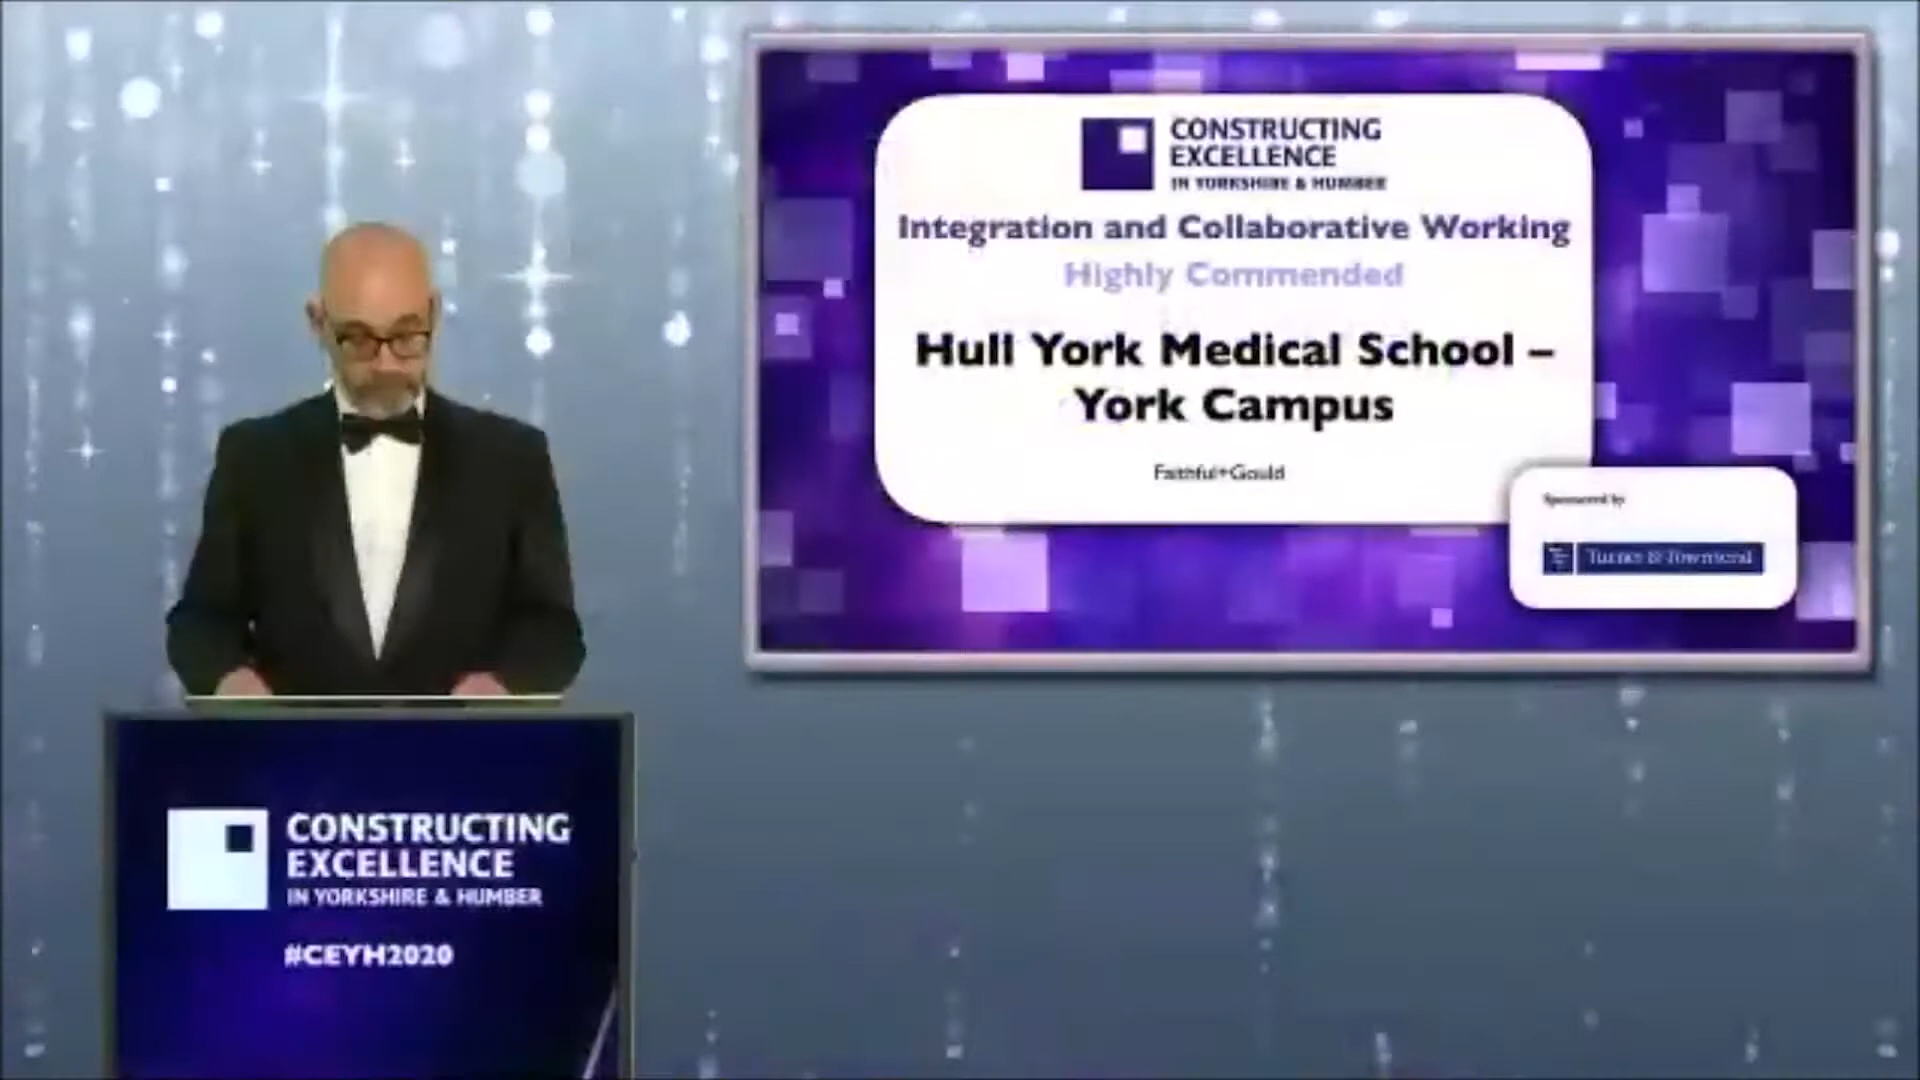 CONSTRUCTING
EXCELLENCE
IN YORKSHIRE & HUMBER
Integration and Collaborative Working
Highly Commended
Hull York Medical School –
York Campus
Faithful+Gould
Sponsored by
Turner & Townsend
CONSTRUCTING
EXCELLENCE
IN YORKSHIRE & HUMBER
#CEYH2020